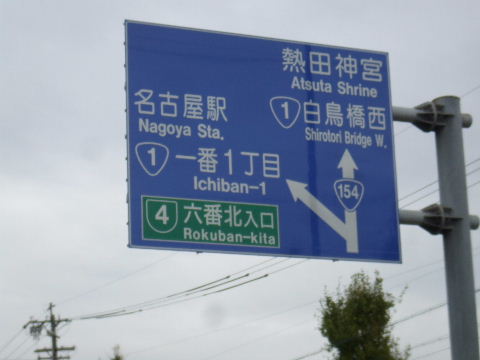 熱田神宮
Atsuta Shrine
1 白鳥橋西
Shirotori Bridge W.
名古屋駅
Nagoya Sta.
1 一番1丁目
Ichiban-1
4 六番北入口
Rokuban-kita
154